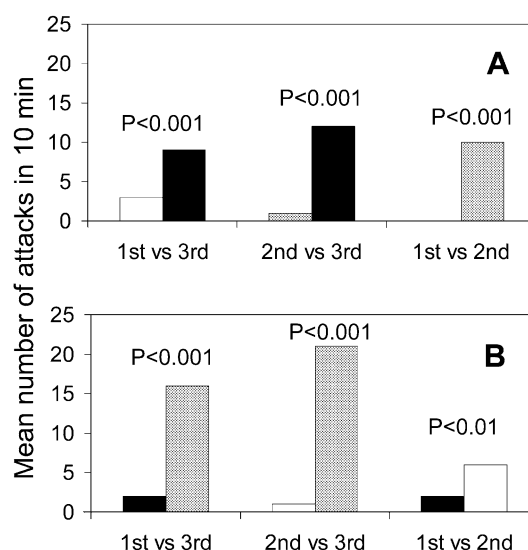 Mean number of attacks in 10 min
25
20
15
10
5
0
A
P<0.001
P<0.001
P<0.001
1st vs 3rd
2nd vs 3rd
1st vs 2nd
25
20
15
10
5
0
B
P<0.001
P<0.001
P<0.01
1st vs 3rd
2nd vs 3rd
1st vs 2nd